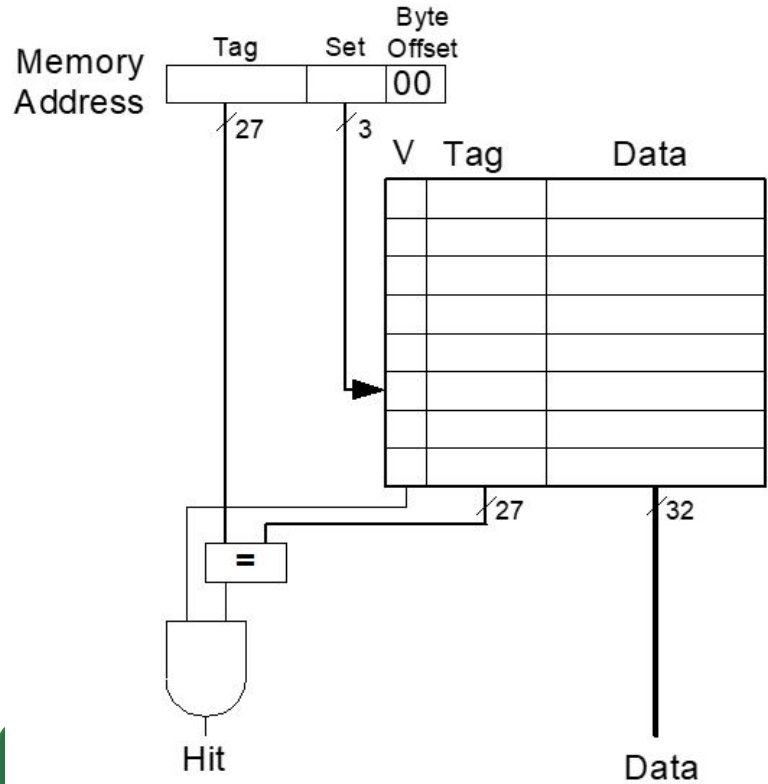 Byte
Tag Set Offset
Memory
Address
00
27 3
V Tag Data
27 32
=
Hit
Data